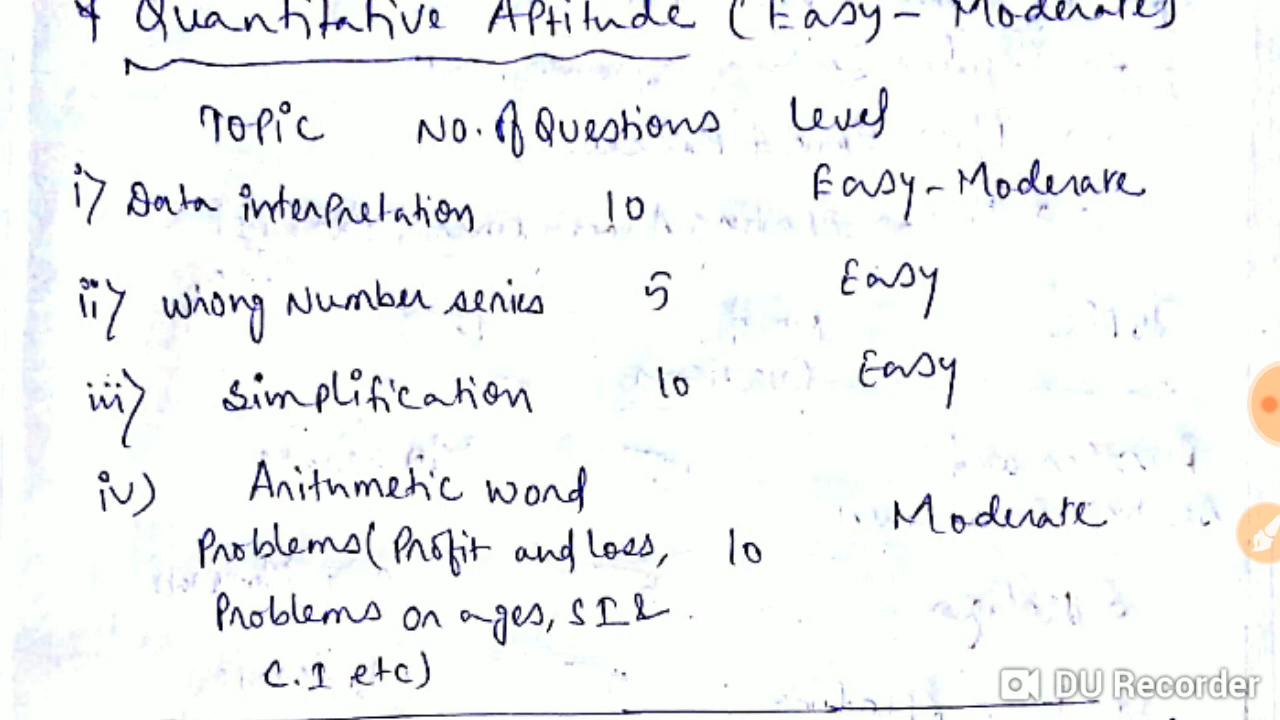 * Quantitative Aptitude (Easy - Moderate)
Topic No. of Questions Level
i) Data interpretation 10 Easy - Moderate
ii) Wrong Number series 5 Easy
iii) Simplification 10 Easy
iv) Arithmetic word
Problems (Profit and loss, 10 Moderate
Problems on ages, S I &
C.I etc)
DU Recorder